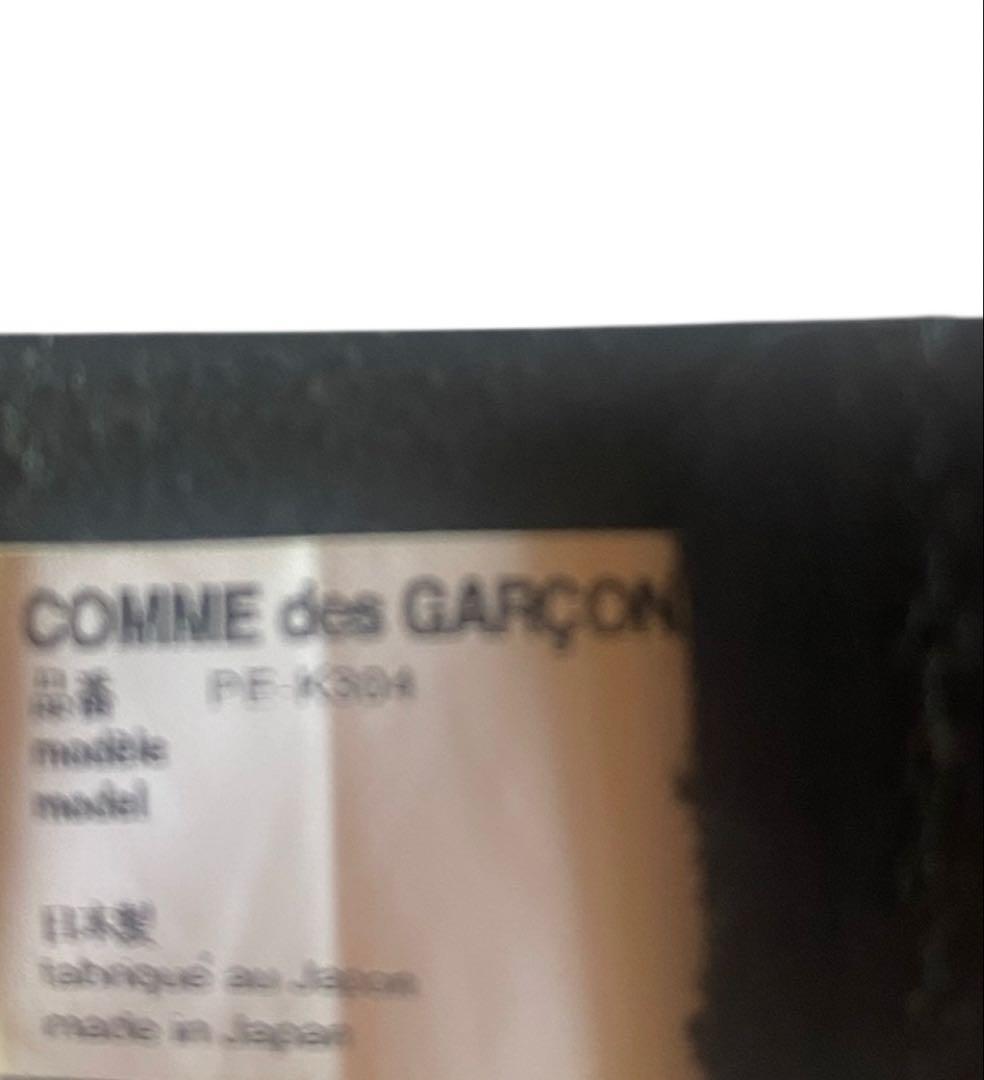 COMME des GARÇON
品番 PE-K304
modèle
model
日本製
fabriqué au Japon
made in Japan